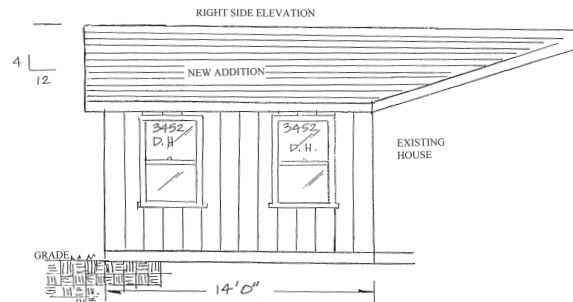 RIGHT SIDE ELEVATION
4
12
NEW ADDITION
3452
D.H
3452
D.H.
EXISTING
HOUSE
GRADE
14'0"